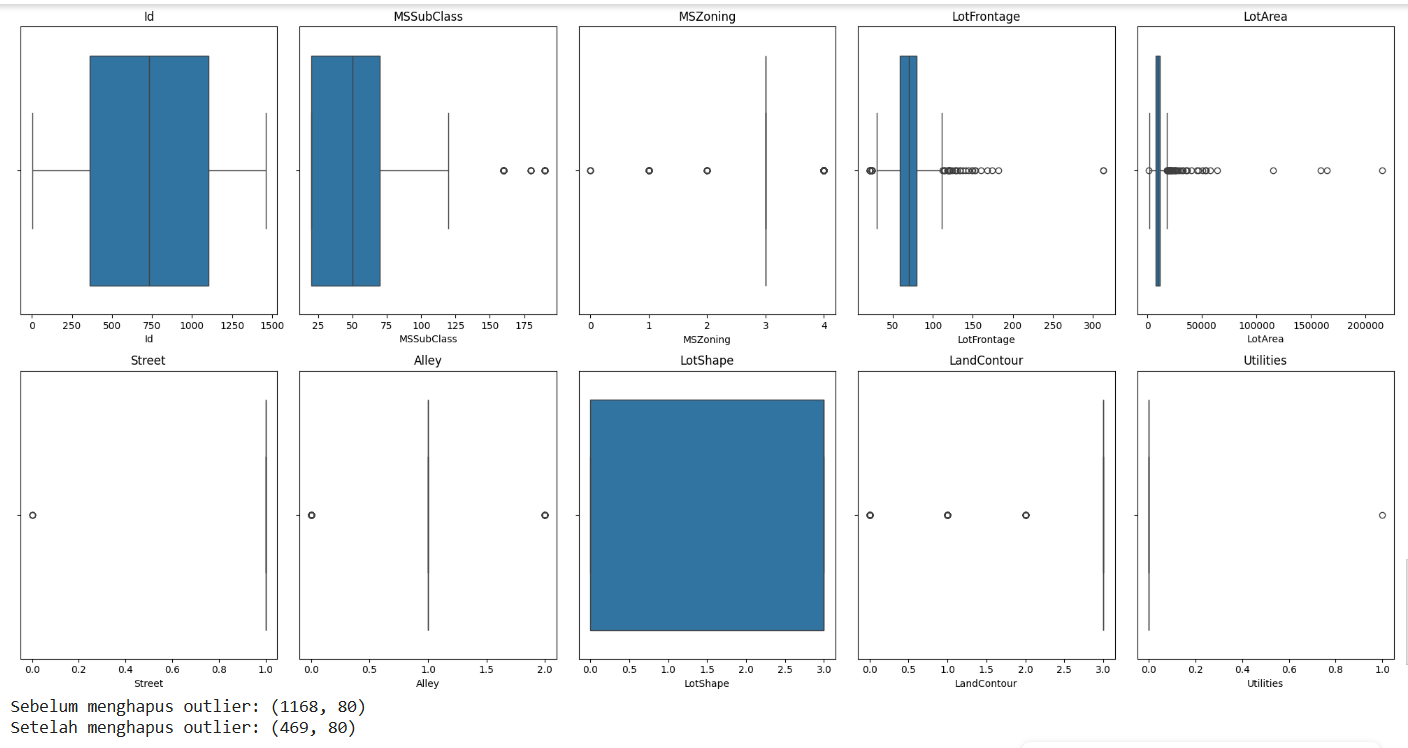 Id MSSubClass MSZoning LotFrontage LotArea
0 250 500 750 1000 1250 1500 25 50 75 100 125 150 175 0 1 2 3 4 50 100 150 200 250 300 0 50000 100000 150000 200000
Id MSSubClass MSZoning LotFrontage LotArea
Street Alley LotShape LandContour Utilities
0.0 0.2 0.4 0.6 0.8 1.0 0.0 0.5 1.0 1.5 2.0 0.0 0.5 1.0 1.5 2.0 2.5 3.0 0.0 0.5 1.0 1.5 2.0 2.5 3.0 0.0 0.2 0.4 0.6 0.8 1.0
Street Alley LotShape LandContour Utilities
Sebelum menghapus outlier: (1168, 80)
Setelah menghapus outlier: (469, 80)